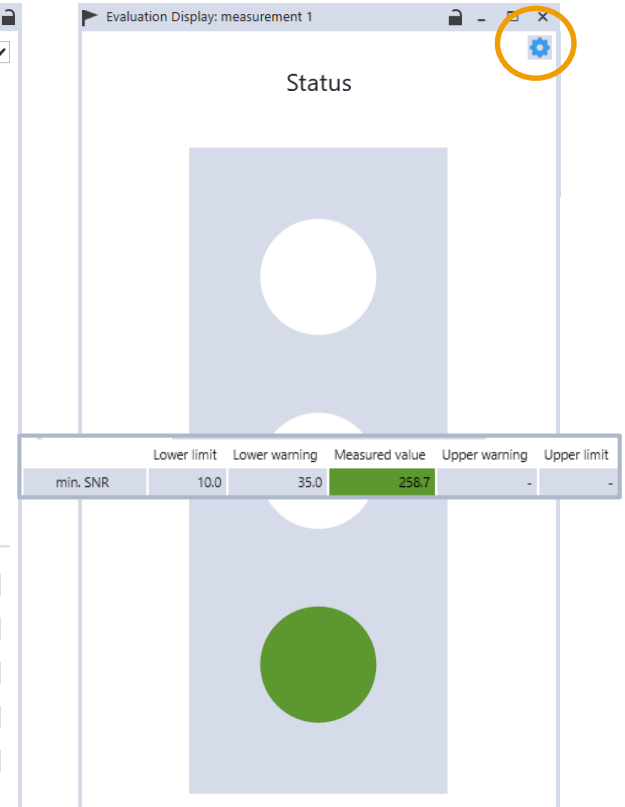 Evaluation Display: measurement 1
Status
Lower limit Lower warning Measured value Upper warning Upper limit
min. SNR 10.0 35.0 258.7 - -